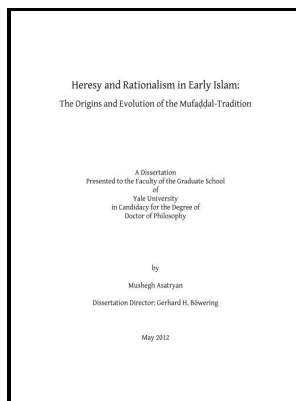 Heresy and Rationalism in Early Islam:
The Origins and Evolution of the Mufaḍḍal-Tradition
A Dissertation
Presented to the Faculty of the Graduate School
of
Yale University
in Candidacy for the Degree of
Doctor of Philosophy
by
Mushegh Asatryan
Dissertation Director: Gerhard H. Böwering
May 2012